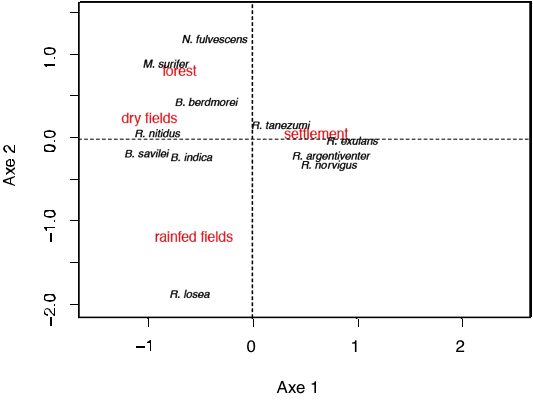 N. fulvescens
M. surifer
forest
B. berdmorei
dry fields
R. tanezumi
R. nitidus
settlement
R. exulans
B. savilei
B. indica
R. argentiventer
R. norvigus
rainfed fields
R. losea
1.0
0.0
−1.0
−2.0
Axe 2
−1
0
1
2
Axe 1